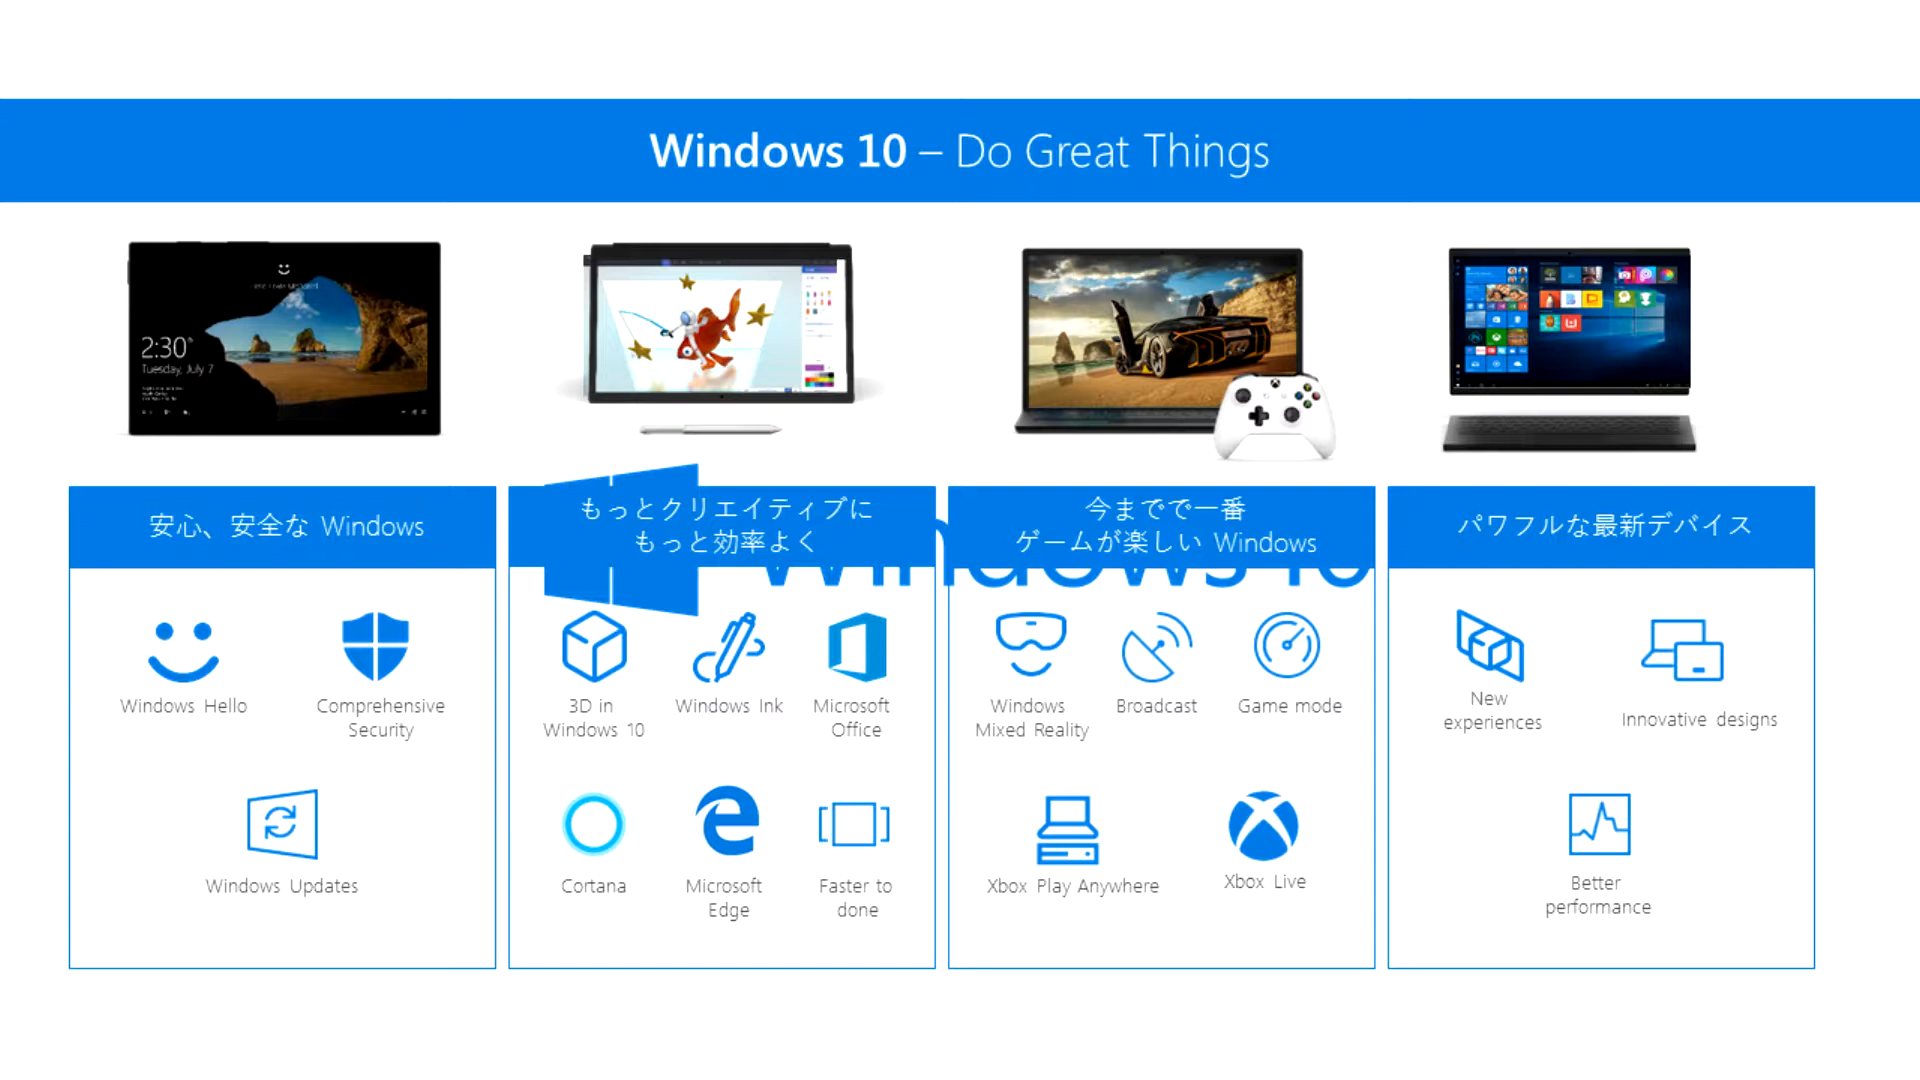 Windows 10 – Do Great Things
2:30
Tuesday, July 7
安心、安全な Windows
もっとクリエイティブに
もっと効率よく
今までで一番
ゲームが楽しい Windows
パワフルな最新デバイス
Windows Hello
Comprehensive
Security
Windows Updates
3D in
Windows 10
Windows Ink
Microsoft
Office
Cortana
Microsoft
Edge
Faster to
done
Windows
Mixed Reality
Broadcast
Game mode
Xbox Play Anywhere
Xbox Live
New
experiences
Innovative designs
Better
performance